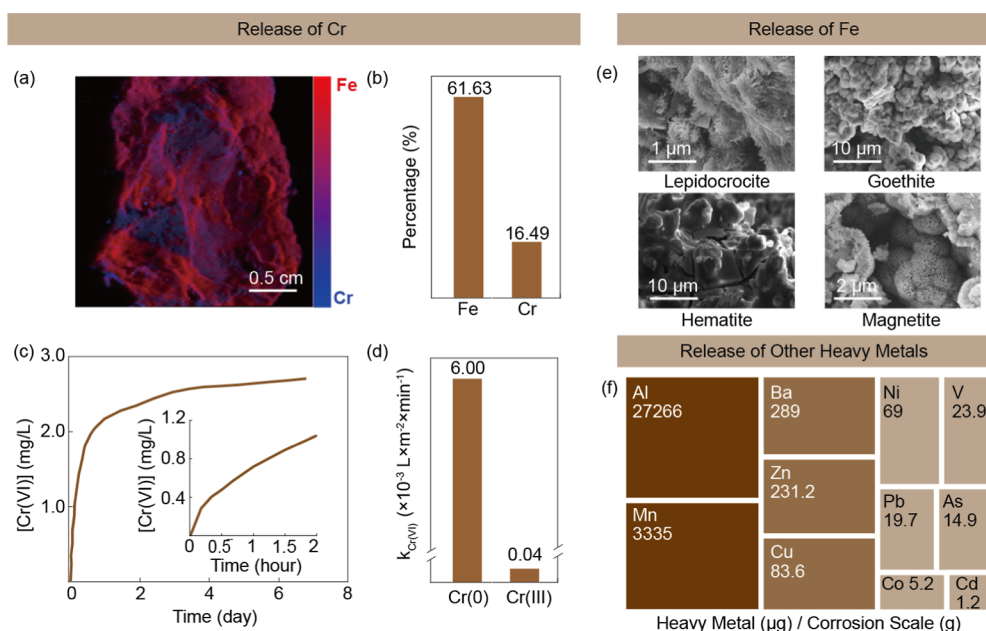 Release of Cr
(a)
Fe
0.5 cm
Cr
(b)
Percentage (%)
61.63
16.49
Fe Cr
(c)
[Cr(VI)] (mg/L)
3.0
2.0
1.0
0.0
0 2 4 6 8
Time (day)
[Cr(VI)] (mg/L)
1.2
0.8
0.4
0 0.5 1 1.5 2
Time (hour)
(d)
kCr(VI) (×10-3 L×m-2×min-1)
6.00
0.04
Cr(0) Cr(III)
Release of Fe
(e)
1 µm
Lepidocrocite
10 µm
Goethite
10 µm
Hematite
2 µm
Magnetite
Release of Other Heavy Metals
(f)
Al
27266
Mn
3335
Ba
289
Zn
231.2
Cu
83.6
Ni
69
V
23.9
Pb
19.7
As
14.9
Co 5.2
Cd
1.2
Heavy Metal (µg) / Corrosion Scale (g)